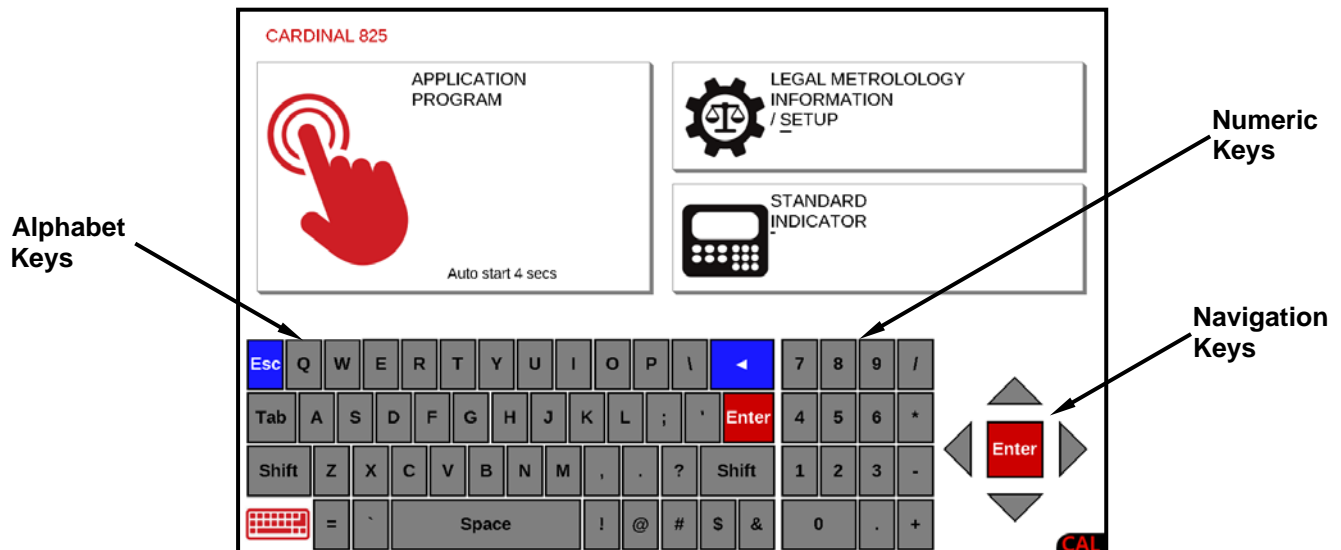 CARDINAL 825
APPLICATION
PROGRAM
Auto start 4 secs
LEGAL METROLOLOGY
INFORMATION
/ SETUP
STANDARD
INDICATOR
Numeric
Keys
Alphabet
Keys
Navigation
Keys
Esc Q W E R T Y U I O P \ ◄ 7 8 9 /
Tab A S D F G H J K L ; ' Enter 4 5 6 *
Shift Z X C V B N M , . ? Shift 1 2 3 -
= ` Space ! @ # $ & 0 . +
Enter
CAL